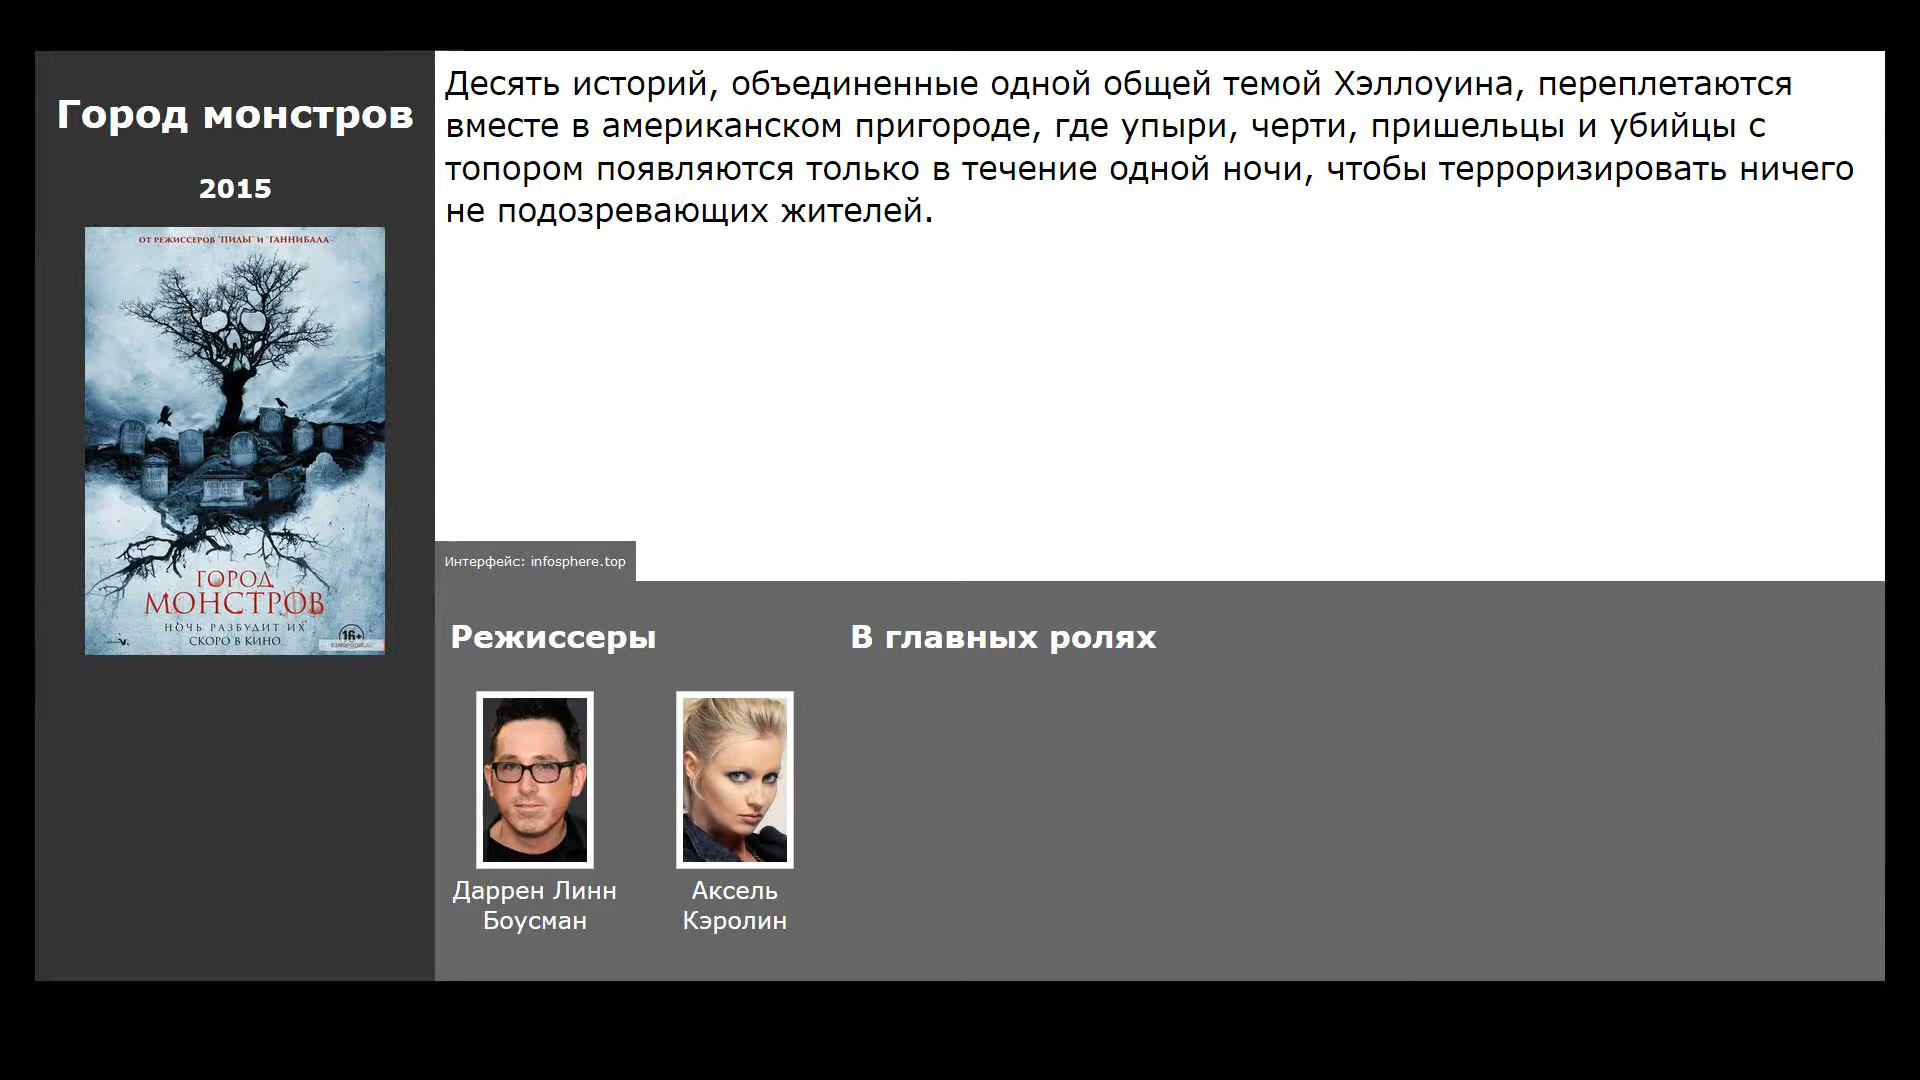 Город монстров
2015
ОТ РЕЖИССЕРОВ "ПИЛЫ" И "ГАННИБАЛА"
ГОРОД
МОНСТРОВ
НОЧЬ РАЗБУДИТ ИХ
СКОРО В КИНО
16+
Десять историй, объединенные одной общей темой Хэллоуина, переплетаются
вместе в американском пригороде, где упыри, черти, пришельцы и убийцы с
топором появляются только в течение одной ночи, чтобы терроризировать ничего
не подозревающих жителей.
Интерфейс: infosphere.top
Режиссеры
В главных ролях
Даррен Линн
Боусман
Аксель
Кэролин